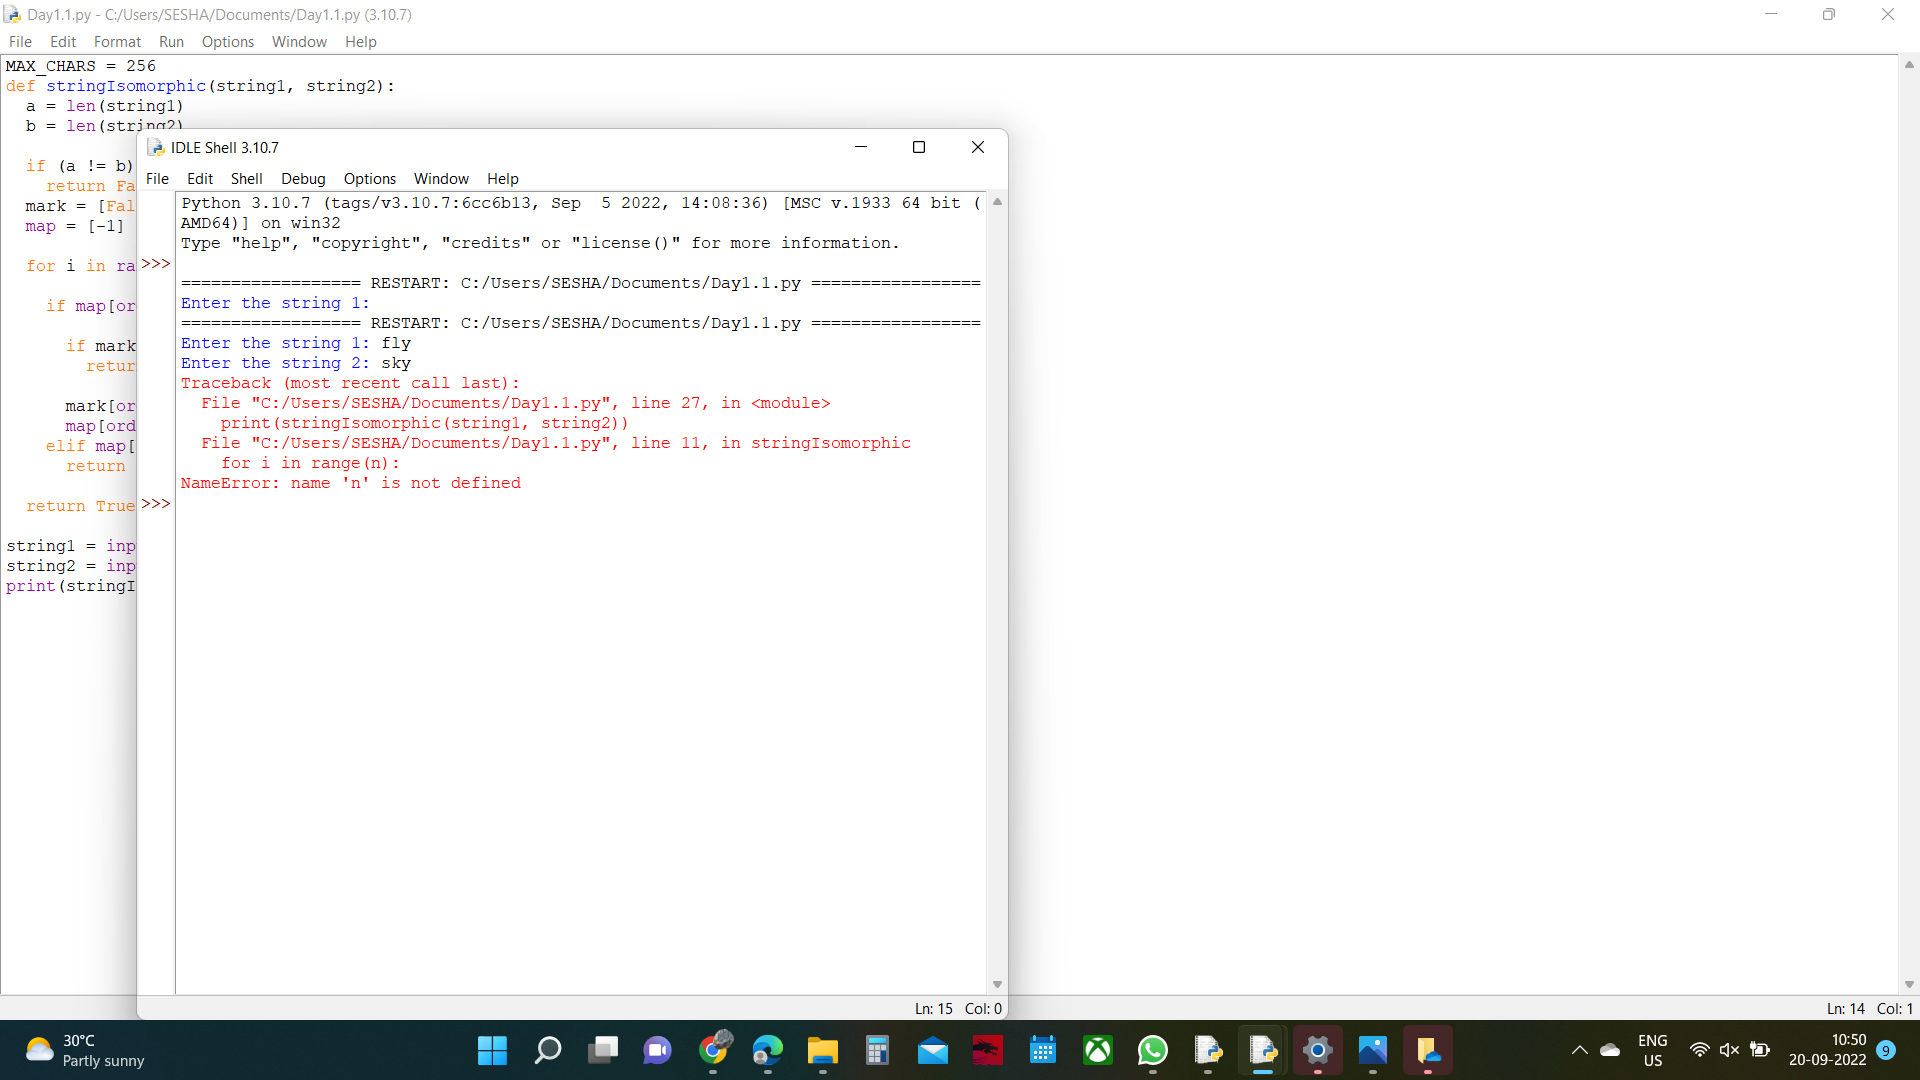 Day1.1.py - C:/Users/SESHA/Documents/Day1.1.py (3.10.7)
File Edit Format Run Options Window Help
MAX_CHARS = 256
def stringIsomorphic(string1, string2):
  a = len(string1)
  b = len(string2)
  if (a != b)
    return Fa
  mark = [Fal
  map = [-1]
  for i in ra
    if map[or
      if mark
        retur
      mark[or
      map[ord
    elif map[
      return
  return True
string1 = inp
string2 = inp
print(stringI
IDLE Shell 3.10.7
File Edit Shell Debug Options Window Help
Python 3.10.7 (tags/v3.10.7:6cc6b13, Sep  5 2022, 14:08:36) [MSC v.1933 64 bit (
AMD64)] on win32
Type "help", "copyright", "credits" or "license()" for more information.
>>>
================== RESTART: C:/Users/SESHA/Documents/Day1.1.py =================
Enter the string 1:
================== RESTART: C:/Users/SESHA/Documents/Day1.1.py =================
Enter the string 1: fly
Enter the string 2: sky
Traceback (most recent call last):
  File "C:/Users/SESHA/Documents/Day1.1.py", line 27, in <module>
    print(stringIsomorphic(string1, string2))
  File "C:/Users/SESHA/Documents/Day1.1.py", line 11, in stringIsomorphic
    for i in range(n):
NameError: name 'n' is not defined
>>>
Ln: 15 Col: 0
Ln: 14 Col: 1
30°C
Partly sunny
ENG
US
10:50
20-09-2022
9